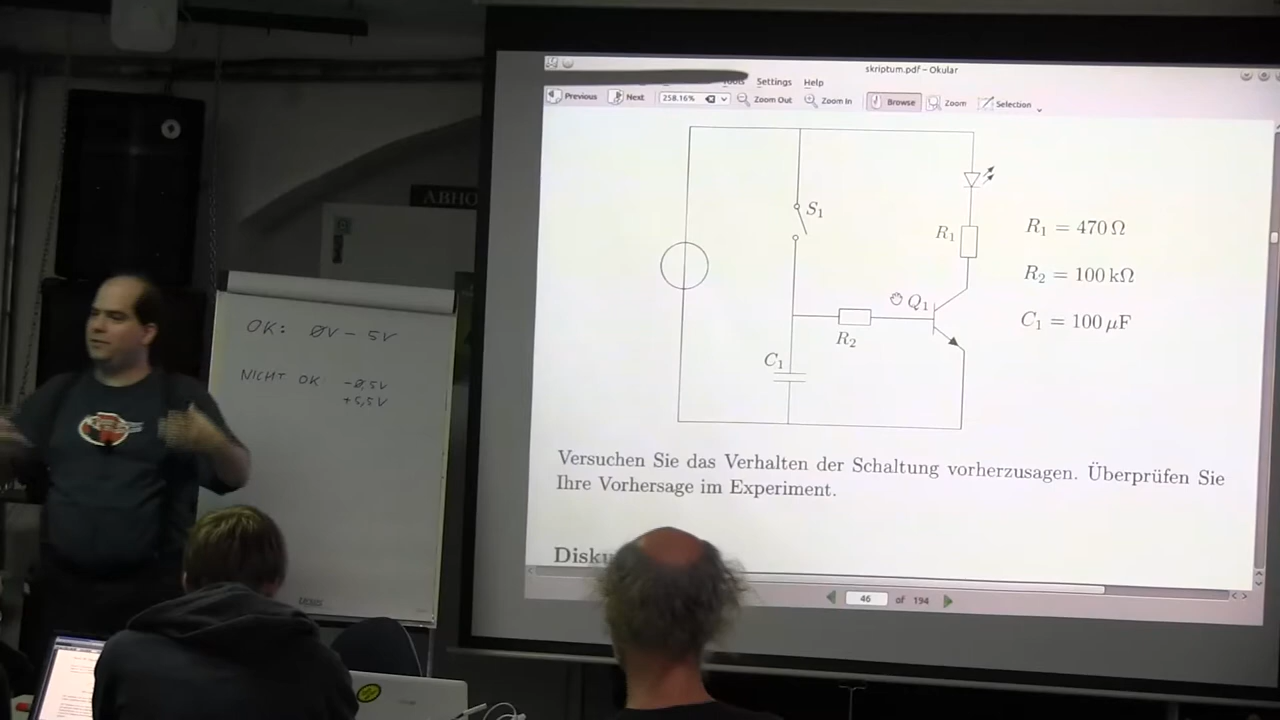 skriptum.pdf – Okular
Settings Help
Previous Next 258.16% Zoom Out Zoom In Browse Zoom Selection
ABHO
S1
R1
R1 = 470 Ω
R2 = 100 kΩ
Q1
C1 = 100 μF
R2
C1
OK: 0V – 5V
NICHT OK: -0,5V
+5,5V
Versuchen Sie das Verhalten der Schaltung vorherzusagen. Überprüfen Sie
Ihre Vorhersage im Experiment.
Disku
46 of 194